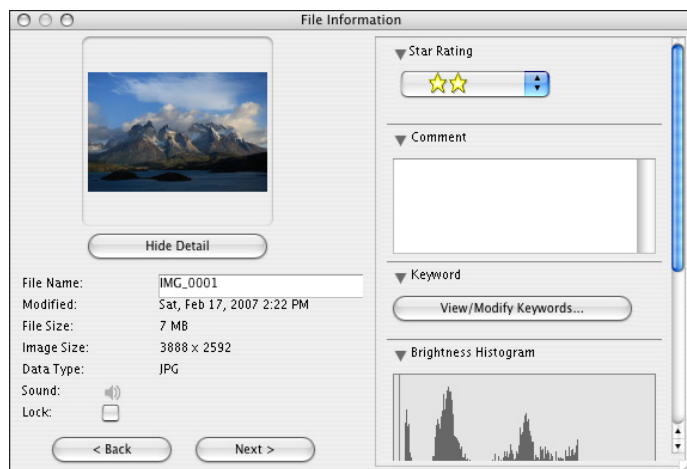 File Information
Hide Detail
File Name: IMG_0001
Modified: Sat, Feb 17, 2007 2:22 PM
File Size: 7 MB
Image Size: 3888 x 2592
Data Type: JPG
Sound:
Lock:
< Back Next >
Star Rating
Comment
Keyword
View/Modify Keywords...
Brightness Histogram